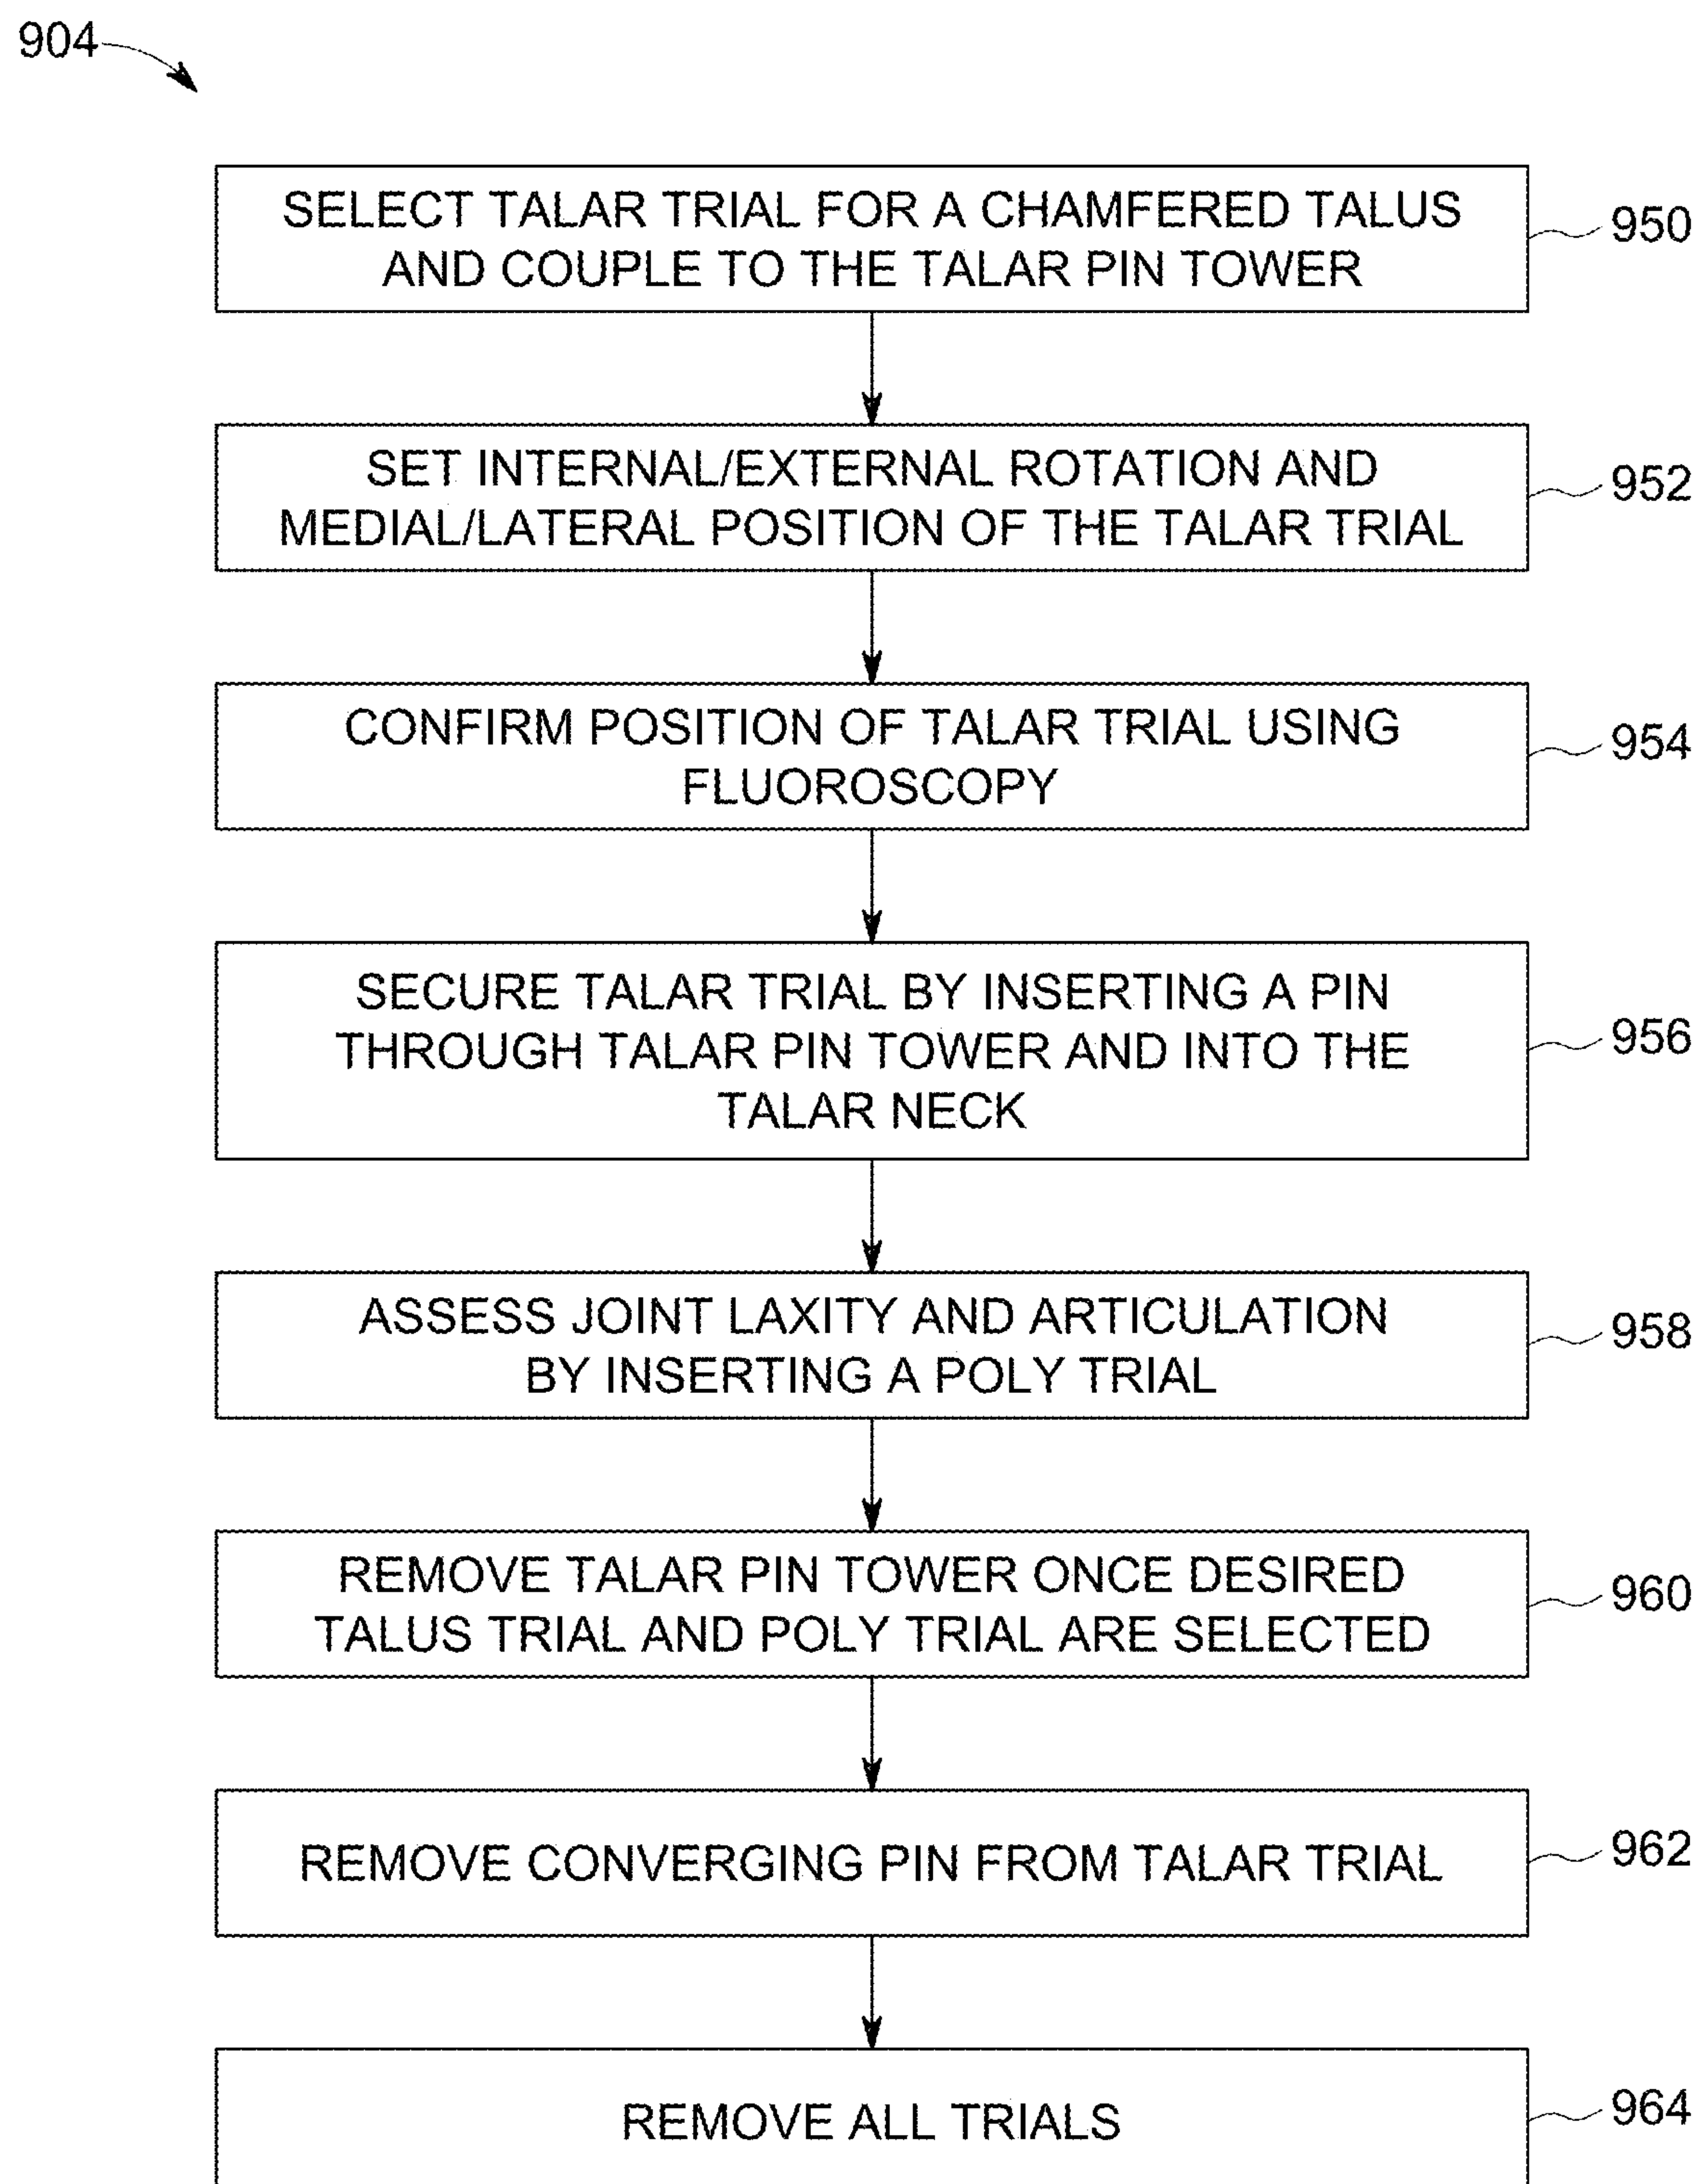 904
SELECT TALAR TRIAL FOR A CHAMFERED TALUS
AND COUPLE TO THE TALAR PIN TOWER
950
SET INTERNAL/EXTERNAL ROTATION AND
MEDIAL/LATERAL POSITION OF THE TALAR TRIAL
952
CONFIRM POSITION OF TALAR TRIAL USING
FLUOROSCOPY
954
SECURE TALAR TRIAL BY INSERTING A PIN
THROUGH TALAR PIN TOWER AND INTO THE
TALAR NECK
956
ASSESS JOINT LAXITY AND ARTICULATION
BY INSERTING A POLY TRIAL
958
REMOVE TALAR PIN TOWER ONCE DESIRED
TALUS TRIAL AND POLY TRIAL ARE SELECTED
960
REMOVE CONVERGING PIN FROM TALAR TRIAL
962
REMOVE ALL TRIALS
964